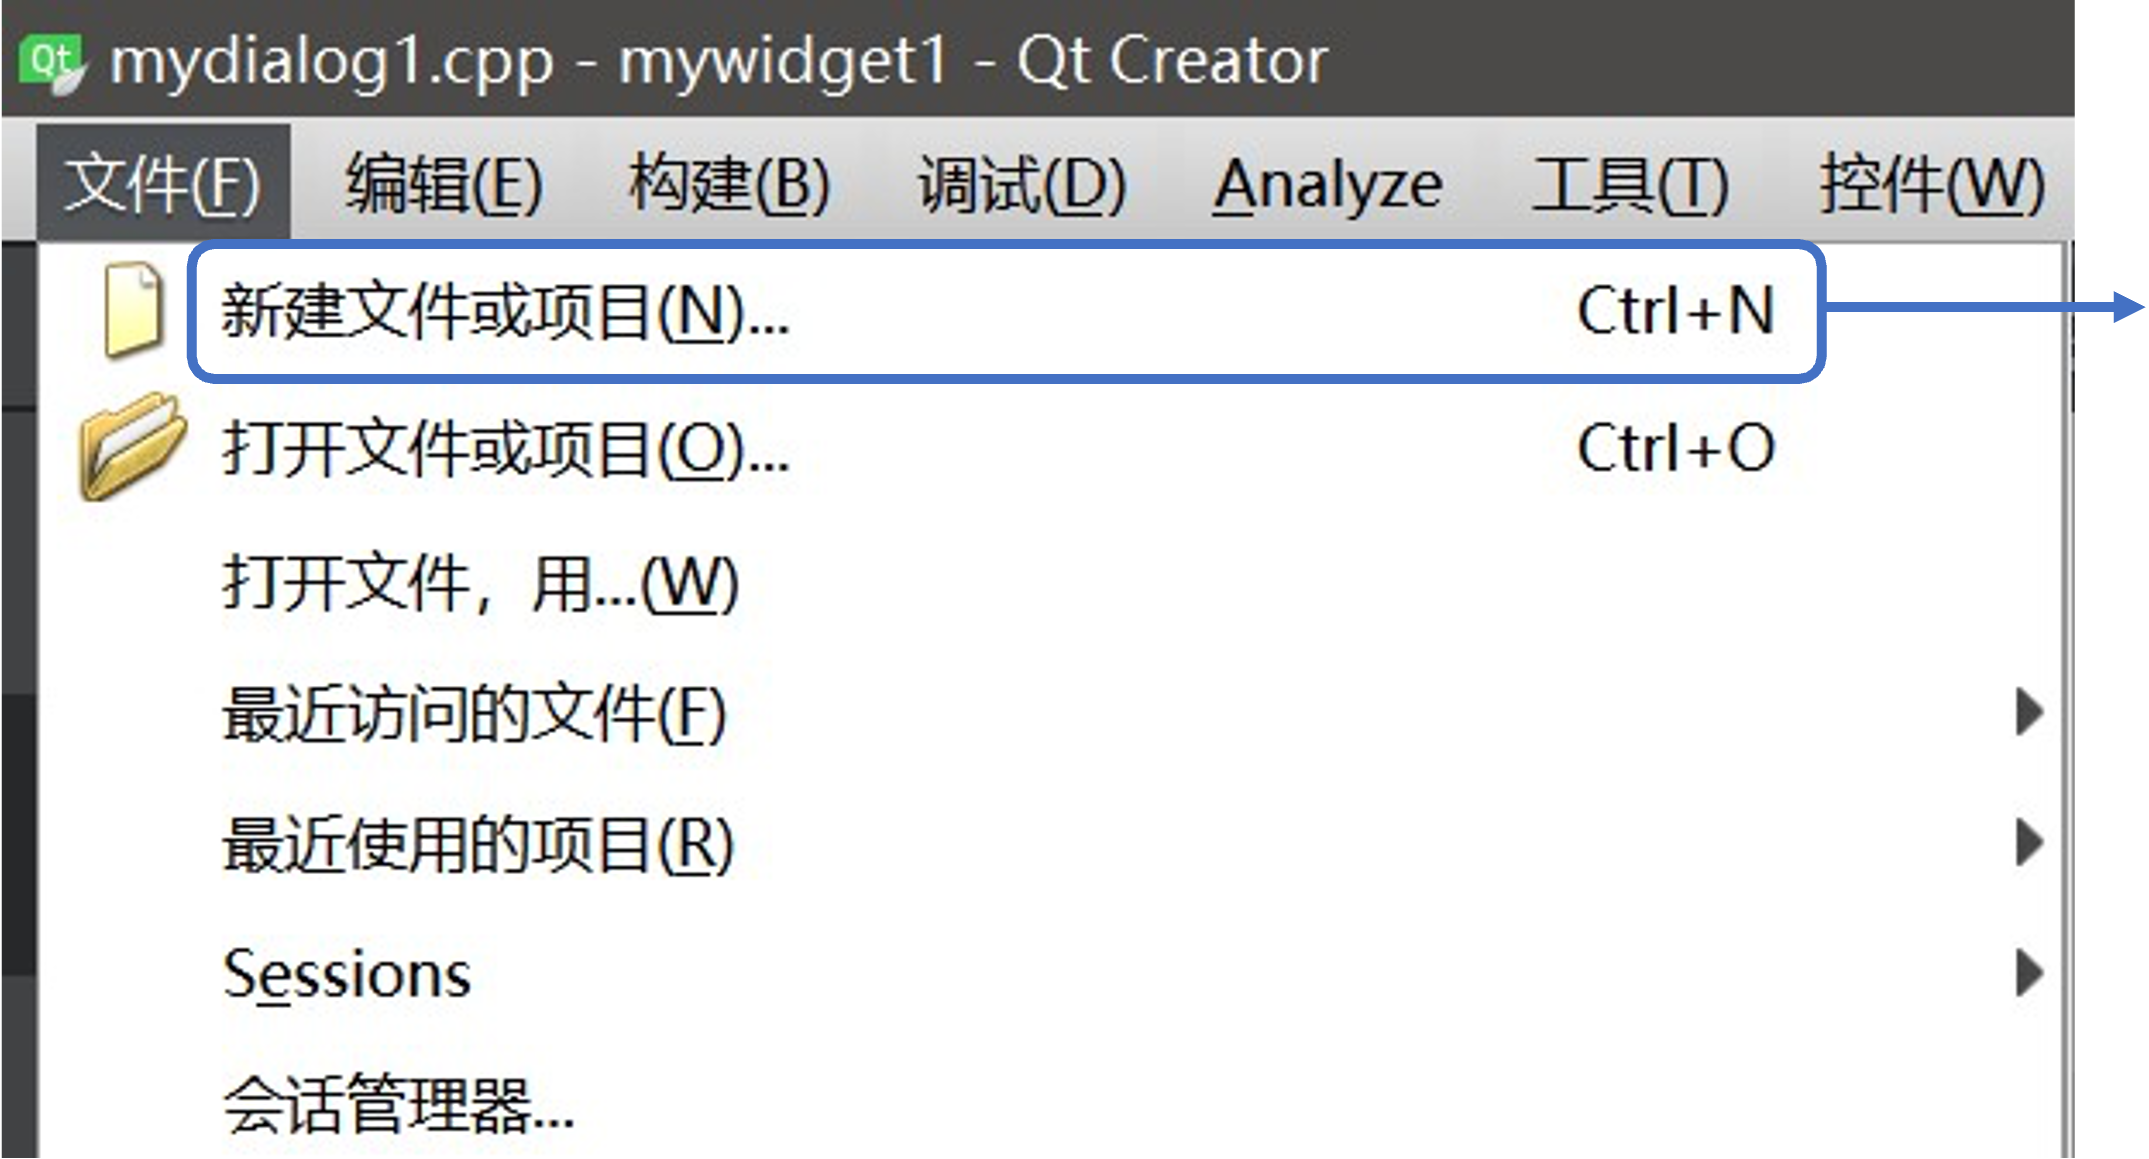 Qt mydialog1.cpp - mywidget1 - Qt Creator
文件(F) 编辑(E) 构建(B) 调试(D) Analyze 工具(T) 控件(W)
新建文件或项目(N)... Ctrl+N
打开文件或项目(O)... Ctrl+O
打开文件，用...(W)
最近访问的文件(F)
最近使用的项目(R)
Sessions
会话管理器...